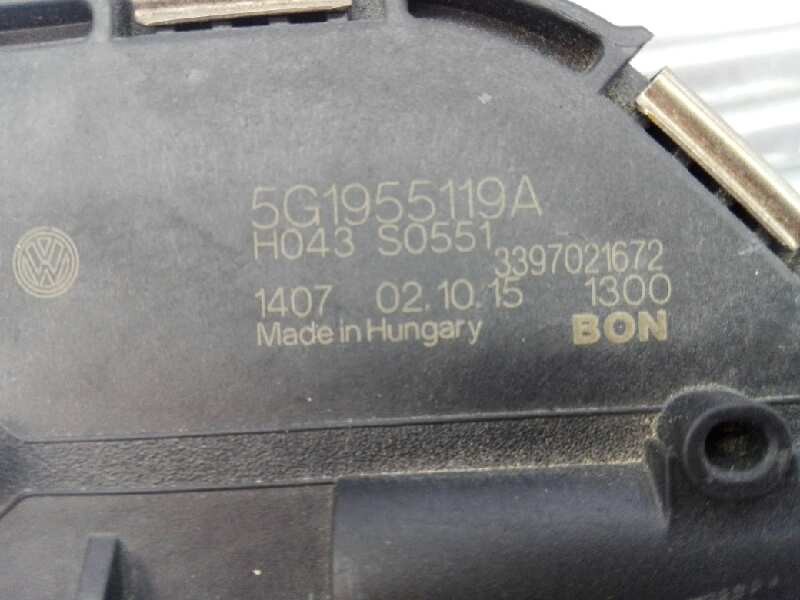 5G1955119A
H043 S0551
3397021672
1407 02.10.15 1300
Made in Hungary BON